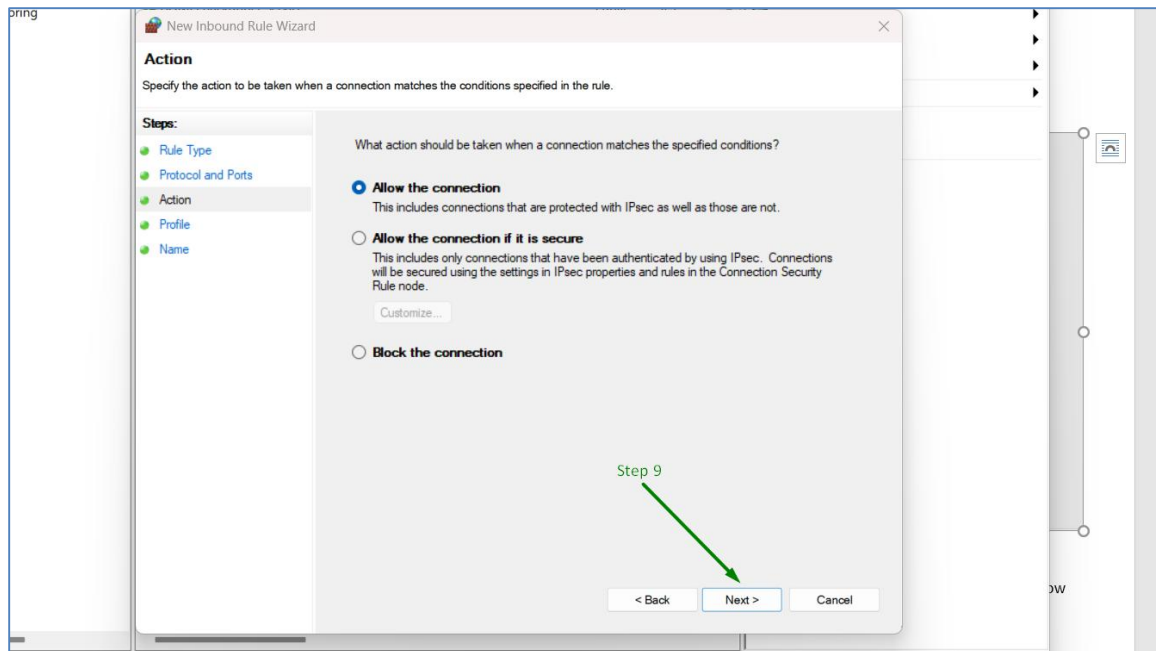 New Inbound Rule Wizard
Action
Specify the action to be taken when a connection matches the conditions specified in the rule.
Steps:
Rule Type
Protocol and Ports
Action
Profile
Name
What action should be taken when a connection matches the specified conditions?
Allow the connection
This includes connections that are protected with IPsec as well as those are not.
Allow the connection if it is secure
This includes only connections that have been authenticated by using IPsec. Connections
will be secured using the settings in IPsec properties and rules in the Connection Security
Rule node.
Customize...
Block the connection
Step 9
< Back
Next >
Cancel